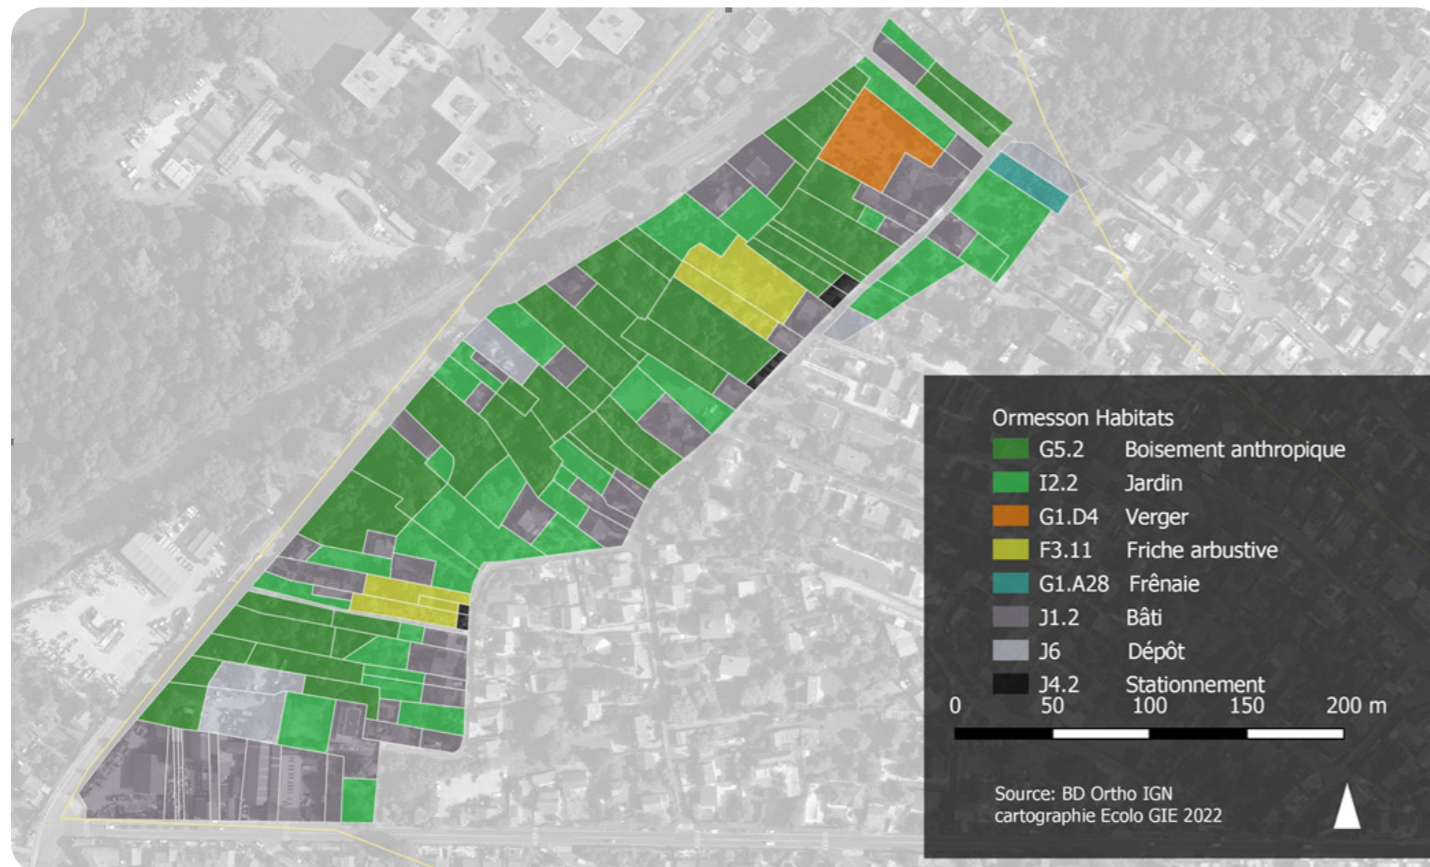 Ormesson Habitats
G5.2 Boisement anthropique
I2.2 Jardin
G1.D4 Verger
F3.11 Friche arbustive
G1.A28 Frênaie
J1.2 Bâti
J6 Dépôt
J4.2 Stationnement
0 50 100 150 200 m
Source: BD Ortho IGN
cartographie Ecolo GIE 2022